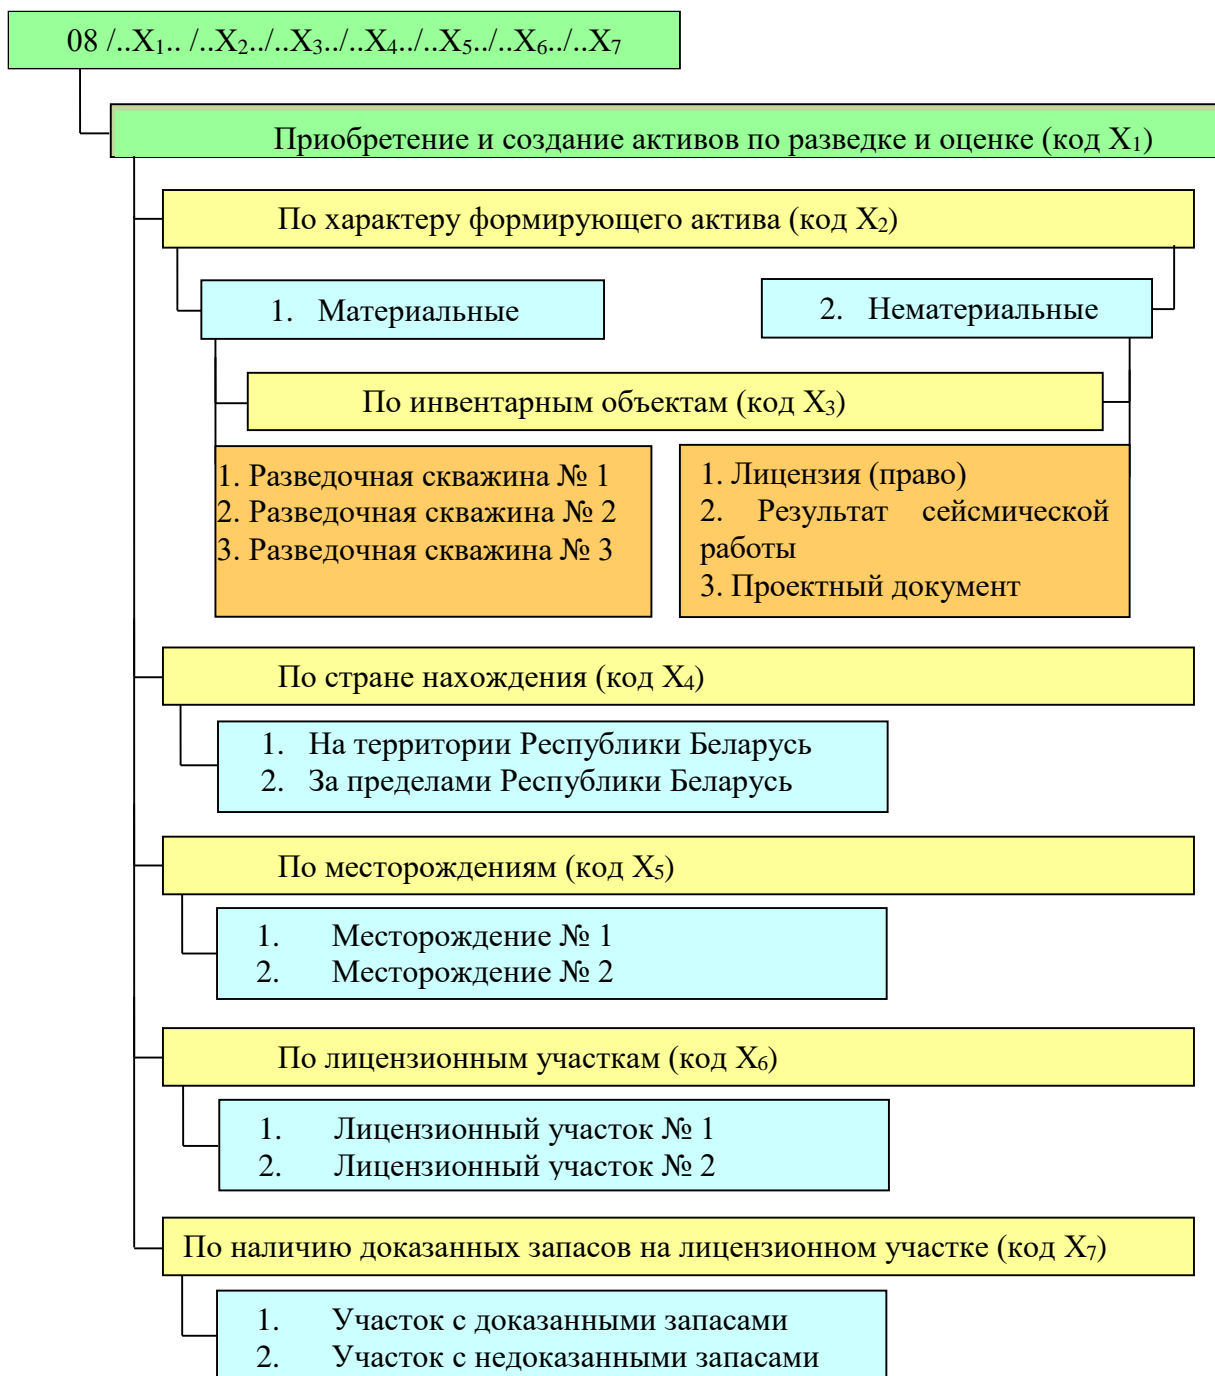 08 /..X₁.. /..X₂../..X₃../..X₄../..X₅../..X₆../..X₇
Приобретение и создание активов по разведке и оценке (код X₁)
По характеру формирующего актива (код X₂)
1. Материальные
2. Нематериальные
По инвентарным объектам (код X₃)
1. Разведочная скважина № 1
2. Разведочная скважина № 2
3. Разведочная скважина № 3
1. Лицензия (право)
2. Результат сейсмической
работы
3. Проектный документ
По стране нахождения (код X₄)
1. На территории Республики Беларусь
2. За пределами Республики Беларусь
По месторождениям (код X₅)
1. Месторождение № 1
2. Месторождение № 2
По лицензионным участкам (код X₆)
1. Лицензионный участок № 1
2. Лицензионный участок № 2
По наличию доказанных запасов на лицензионном участке (код X₇)
1. Участок с доказанными запасами
2. Участок с недоказанными запасами